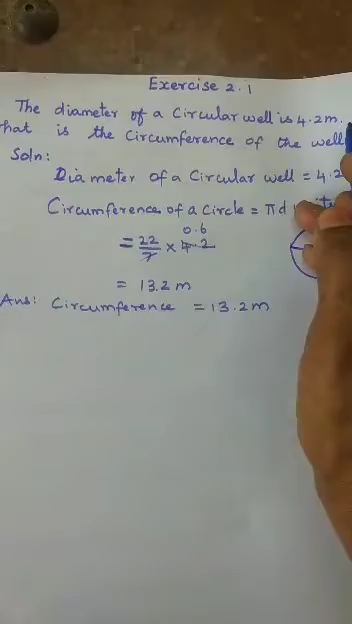 Exercise 2.1
The diameter of a Circular well is 4.2m.
hat is the Circumference of the well
Soln:
Diameter of a Circular well = 4.2
Circumference of a Circle = πd
0.6
= 22/7 × 4.2
= 13.2 m
Ans: Circumference = 13.2 m